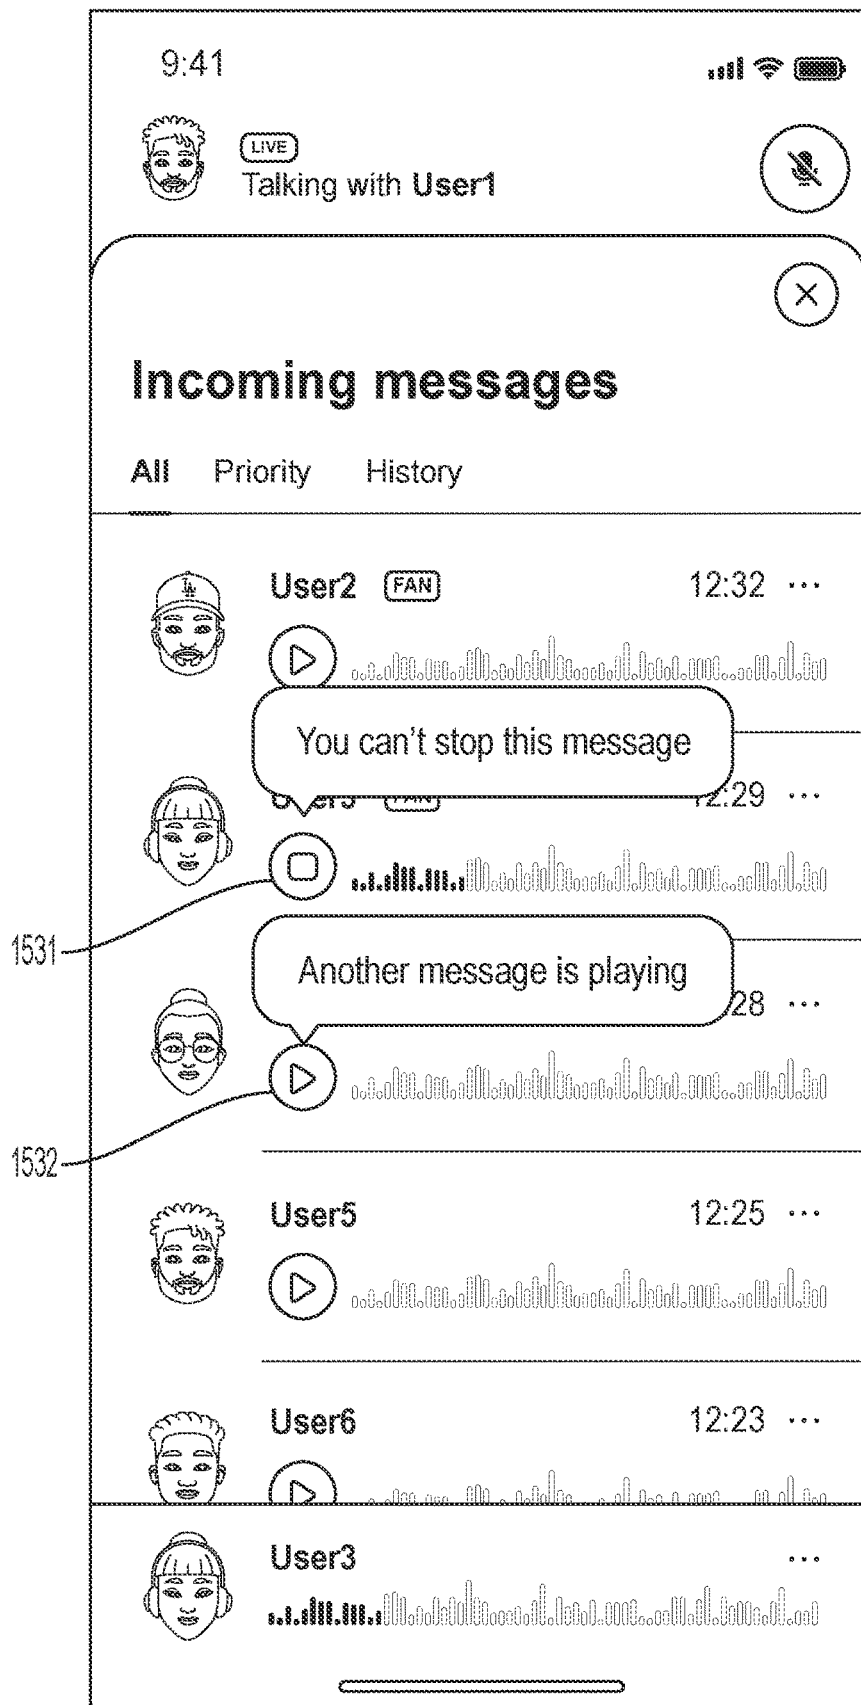 9:41
LIVE
Talking with User1
Incoming messages
All Priority History
LA
User2 FAN 12:32 ...
You can't stop this message
12:29 ...
1531
Another message is playing
28 ...
1532
User5 12:25 ...
User6 12:23 ...
User3 ...